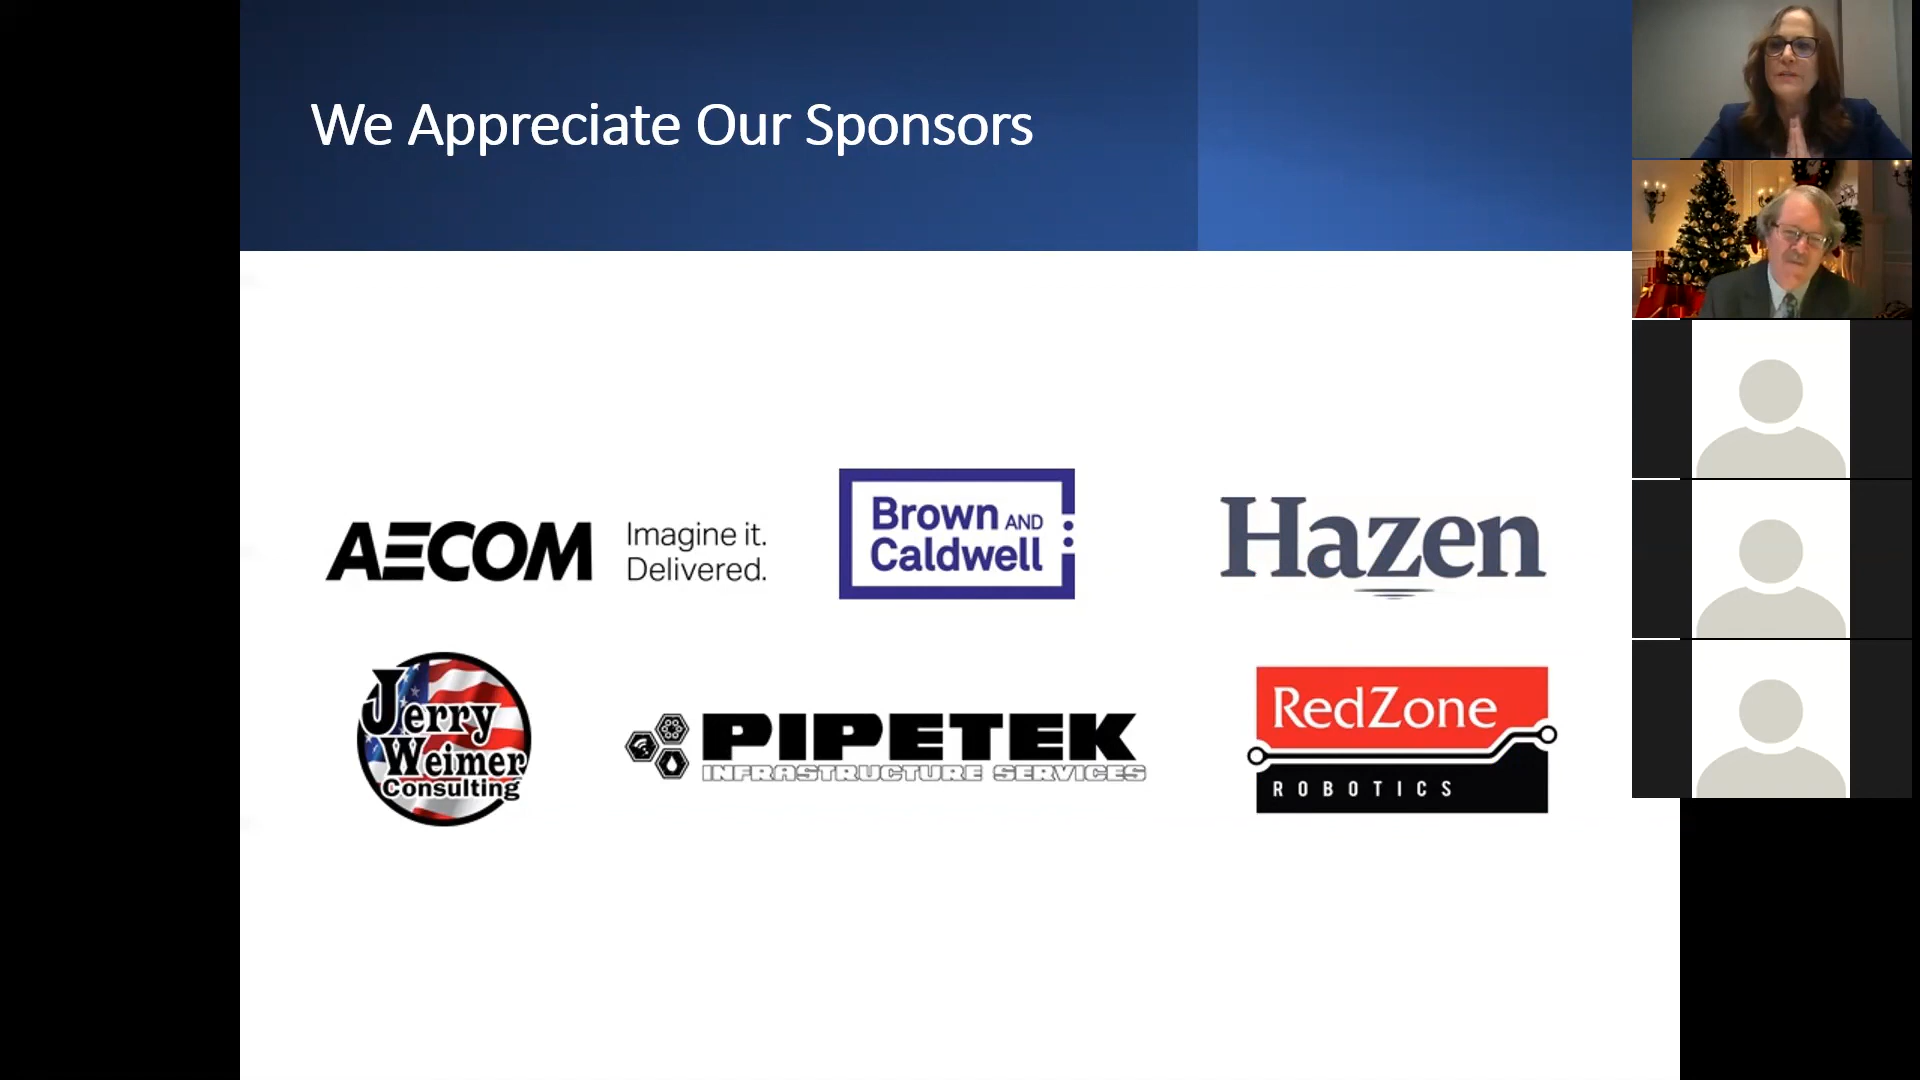 We Appreciate Our Sponsors
AECOM
Imagine it.
Delivered.
Brown AND
Caldwell
Hazen
Jerry
Weimer
Consulting
PIPETEK
INFRASTRUCTURE SERVICES
RedZone
ROBOTICS